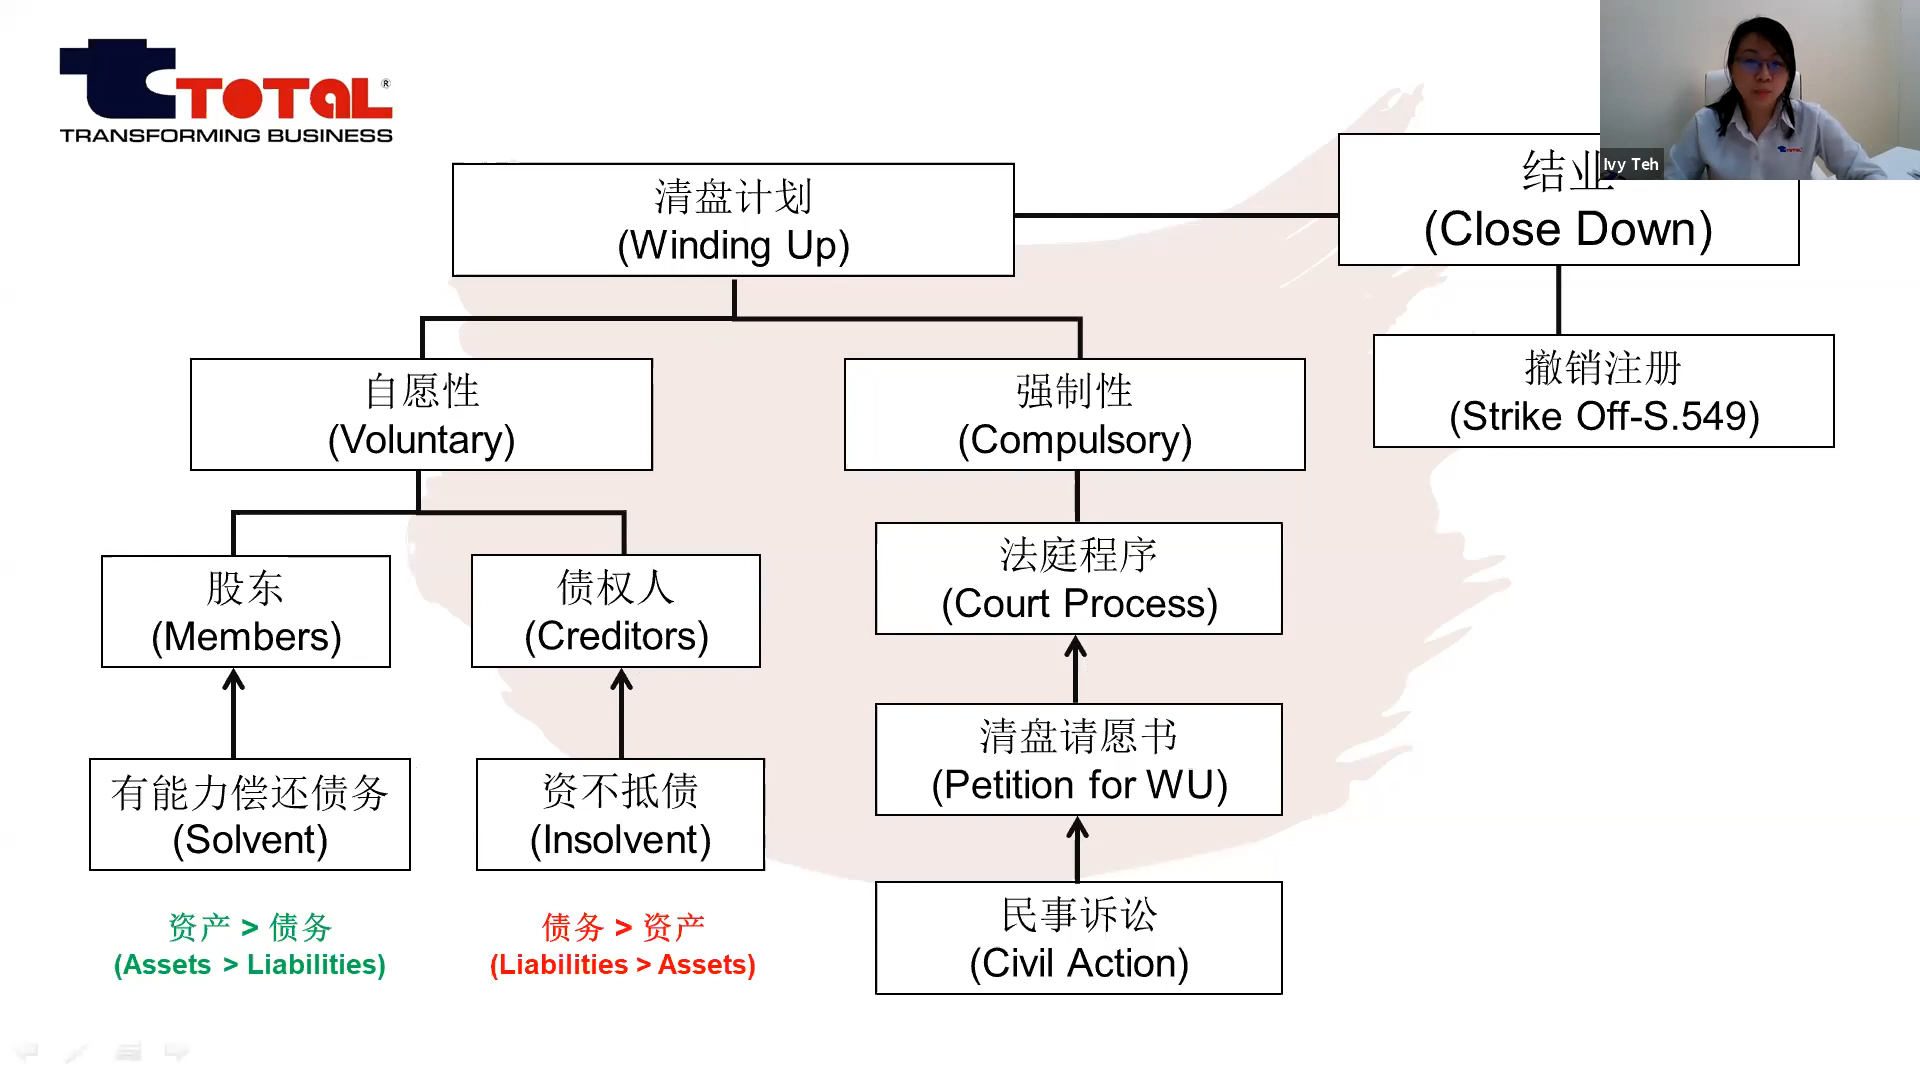 TOTAL®
TRANSFORMING BUSINESS
Ivy Teh
结业
(Close Down)
清盘计划
(Winding Up)
撤销注册
(Strike Off-S.549)
自愿性
(Voluntary)
强制性
(Compulsory)
股东
(Members)
债权人
(Creditors)
法庭程序
(Court Process)
清盘请愿书
(Petition for WU)
有能力偿还债务
(Solvent)
资不抵债
(Insolvent)
民事诉讼
(Civil Action)
资产 > 债务
(Assets > Liabilities)
债务 > 资产
(Liabilities > Assets)